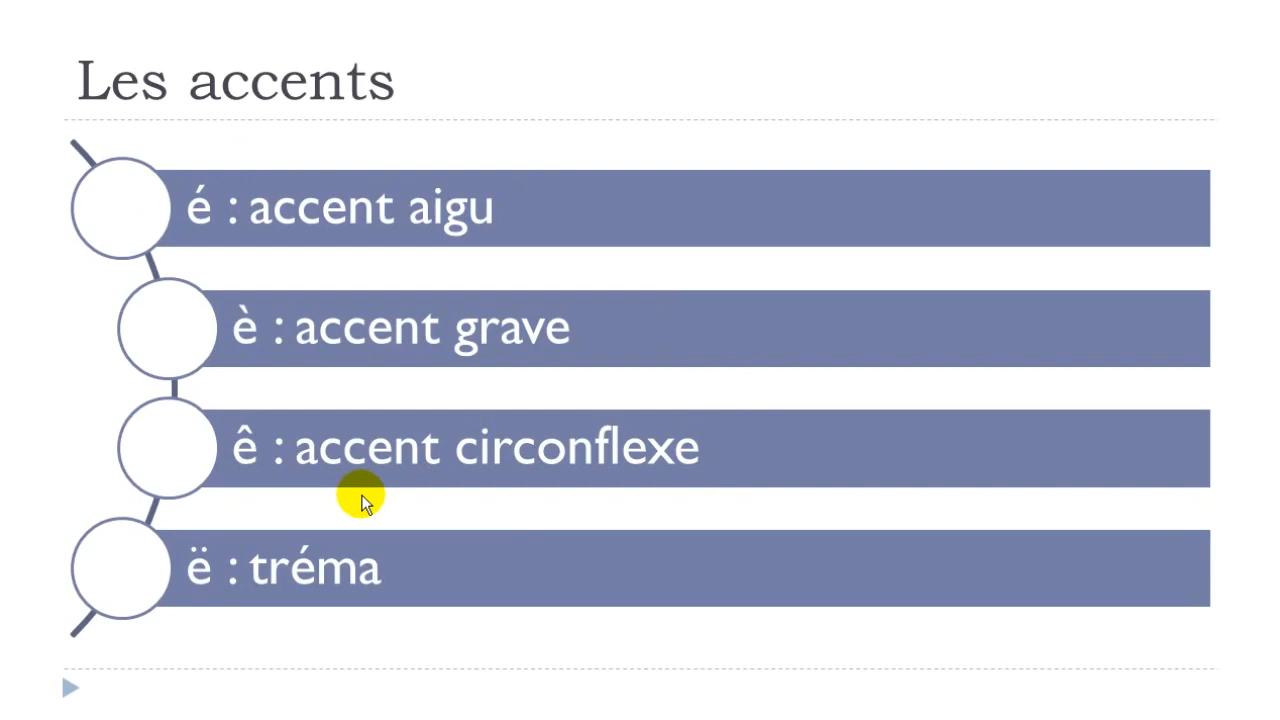 Les accents
é : accent aigu
è : accent grave
ê : accent circonflexe
ë : tréma